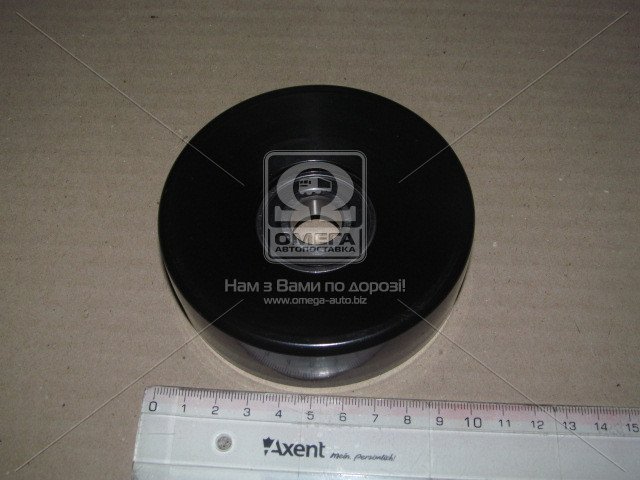 ОМЕГА
АВТОПОСТАВКА
Нам з Вами по дорозі!
www.omega-auto.biz
0 1 2 3 4 5 6 7 8 9 10 11 12 13 14 15
Axent mein. persönlich!